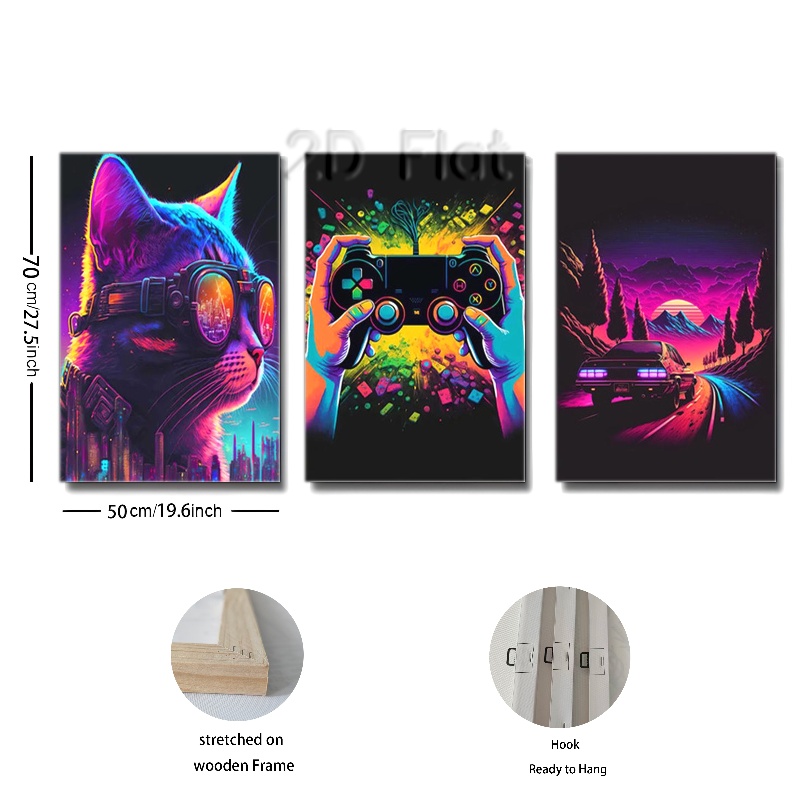 2D Flat
70 cm/27.5inch
50cm/19.6inch
stretched on
wooden Frame
Hook
Ready to Hang